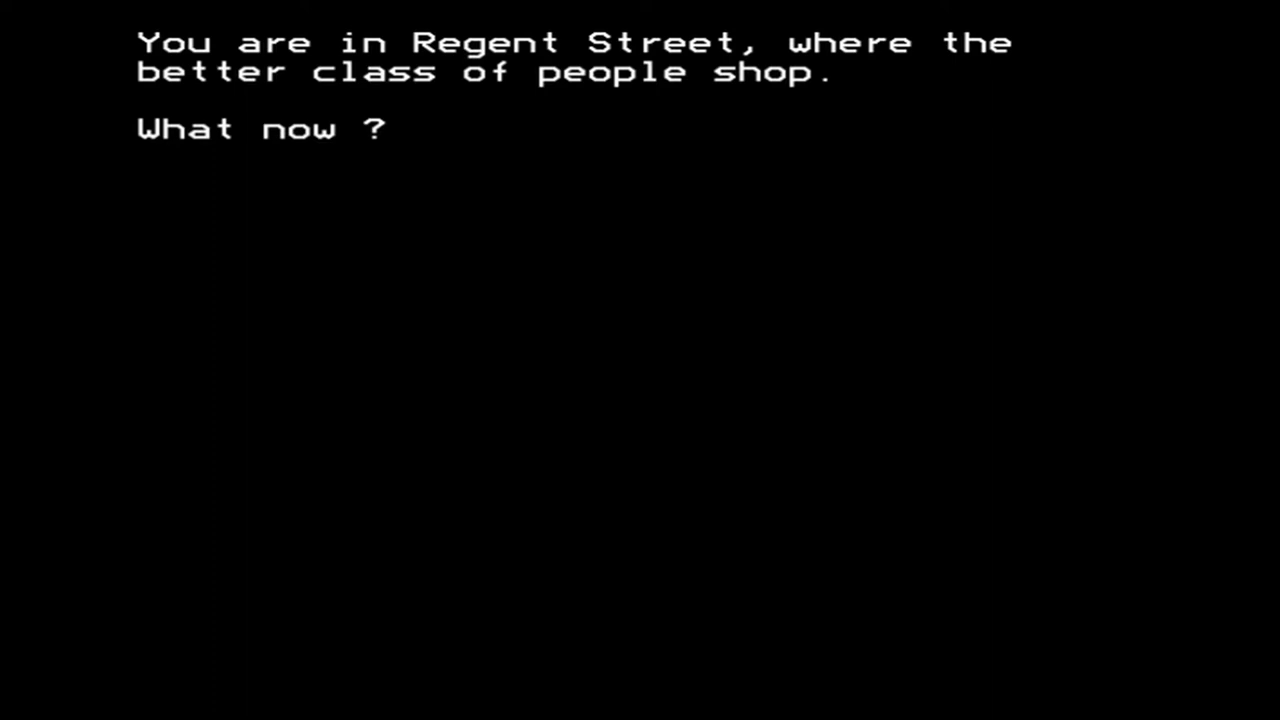 You are in Regent Street, where the
better class of people shop.
What now ?